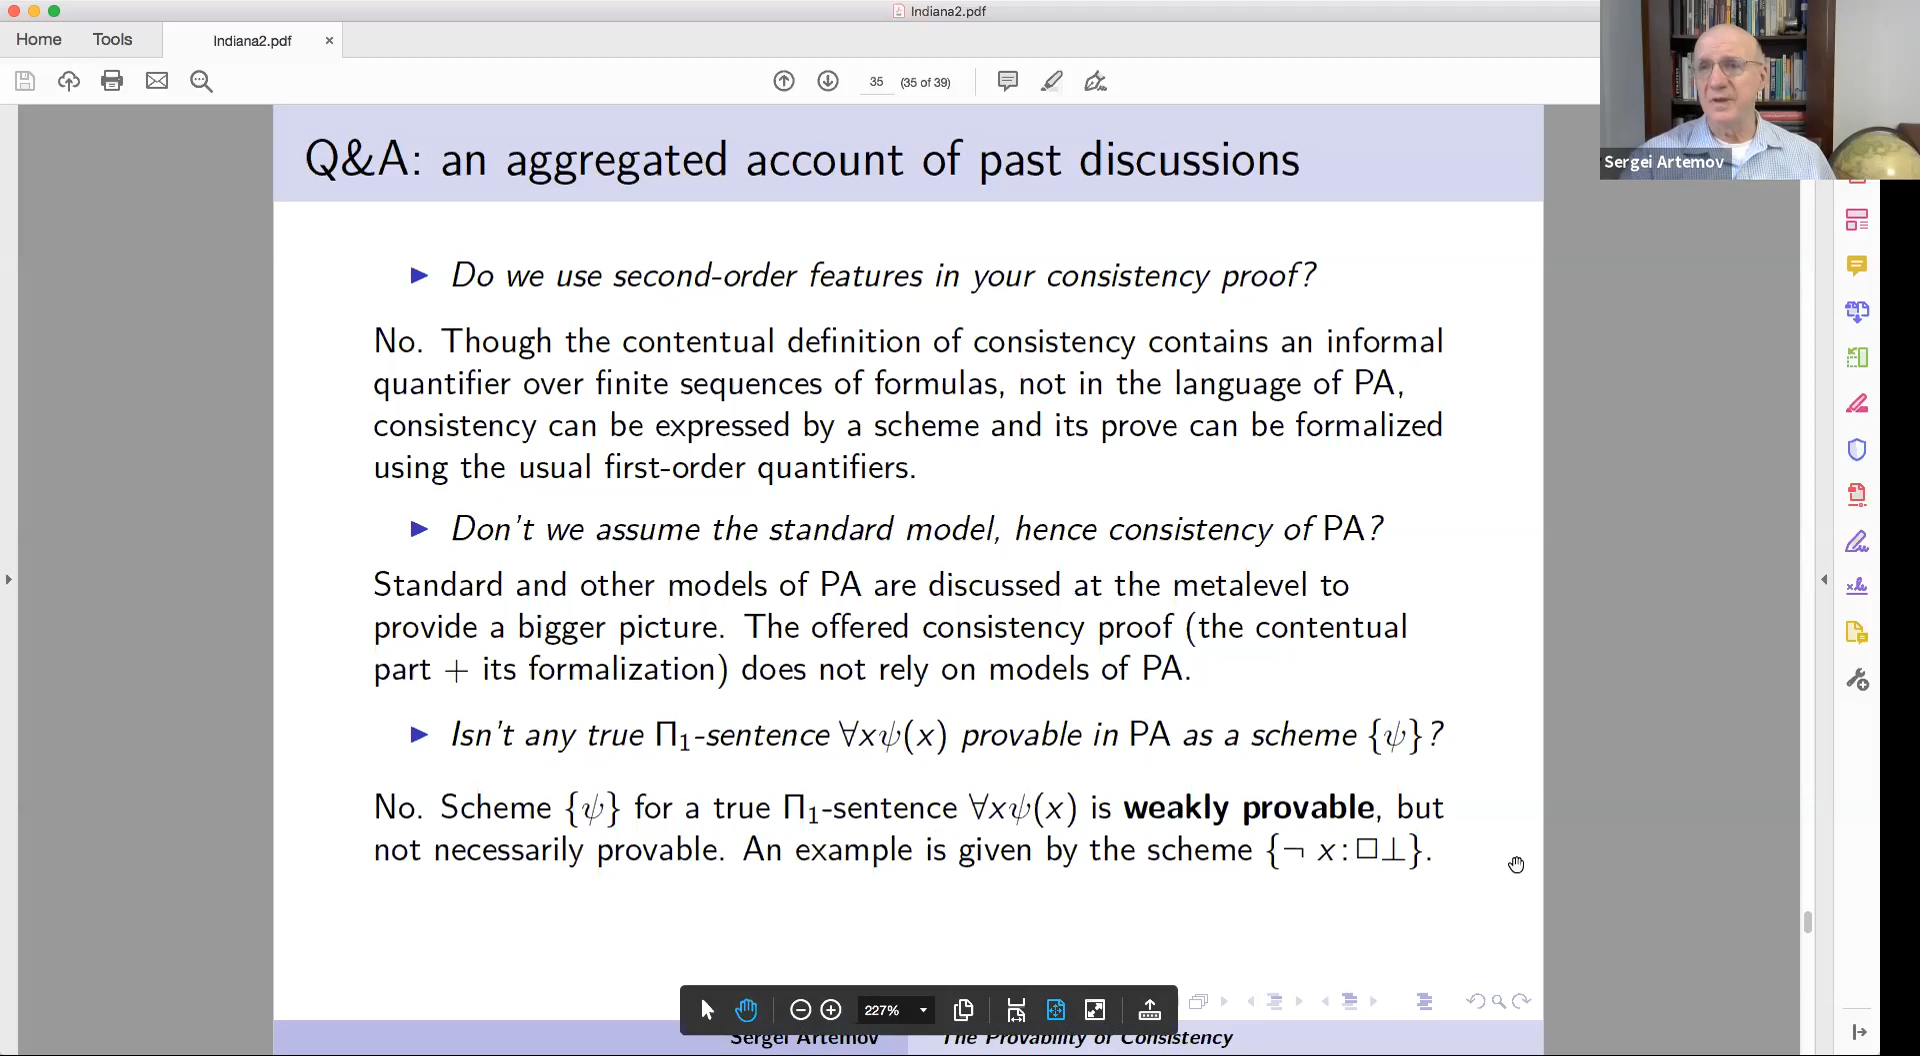 Indiana2.pdf
Home Tools Indiana2.pdf ×
35 (35 of 39)
Sergei Artemov
Q&A: an aggregated account of past discussions
▶ Do we use second-order features in your consistency proof?
No. Though the contentual definition of consistency contains an informal
quantifier over finite sequences of formulas, not in the language of PA,
consistency can be expressed by a scheme and its prove can be formalized
using the usual first-order quantifiers.
▶ Don't we assume the standard model, hence consistency of PA?
Standard and other models of PA are discussed at the metalevel to
provide a bigger picture. The offered consistency proof (the contentual
part + its formalization) does not rely on models of PA.
▶ Isn't any true Π₁-sentence ∀xψ(x) provable in PA as a scheme {ψ}?
No. Scheme {ψ} for a true Π₁-sentence ∀xψ(x) is weakly provable, but
not necessarily provable. An example is given by the scheme {¬ x:□⊥}.
227%
Sergei Artemov The Provability of Consistency